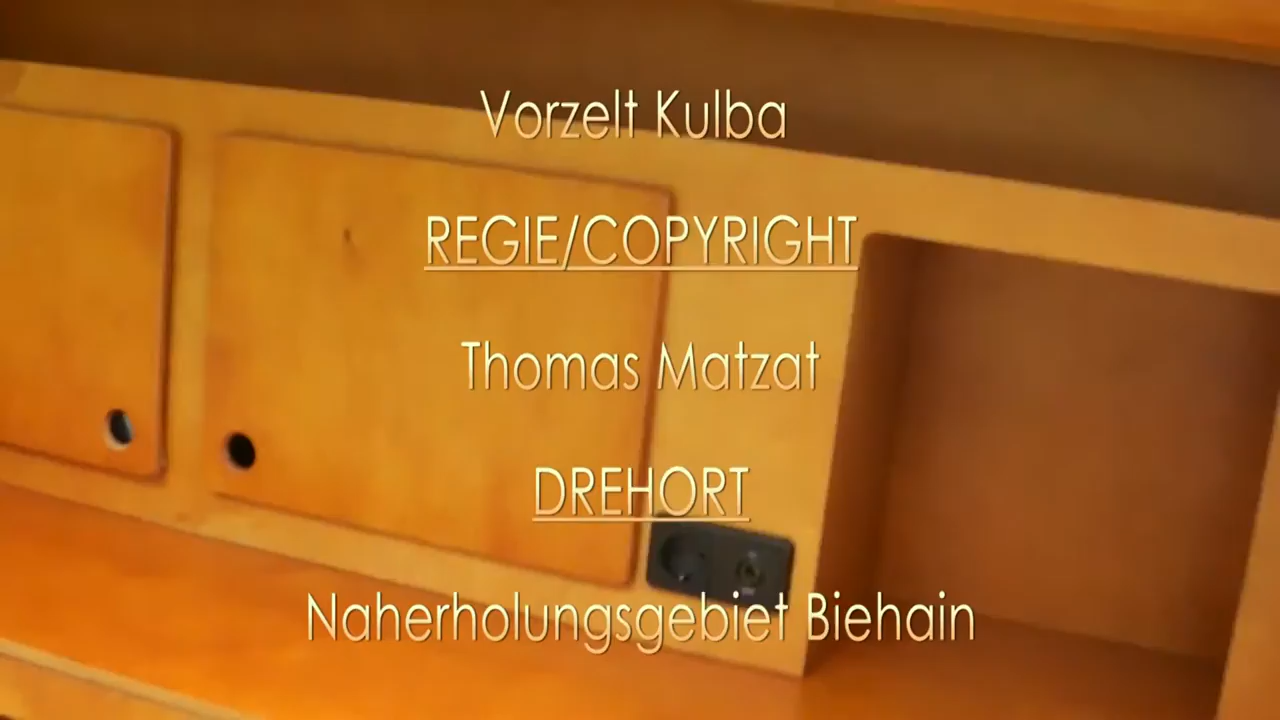 Vorzelt Kulba
REGIE/COPYRIGHT
Thomas Matzat
DREHORT
Naherholungsgebiet Biehain